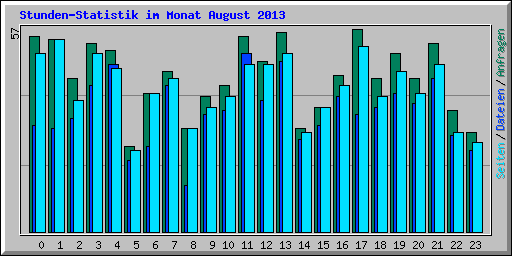 Stunden-Statistik im Monat August 2013
57
Seiten / Dateien / Anfragen
0 1 2 3 4 5 6 7 8 9 10 11 12 13 14 15 16 17 18 19 20 21 22 23